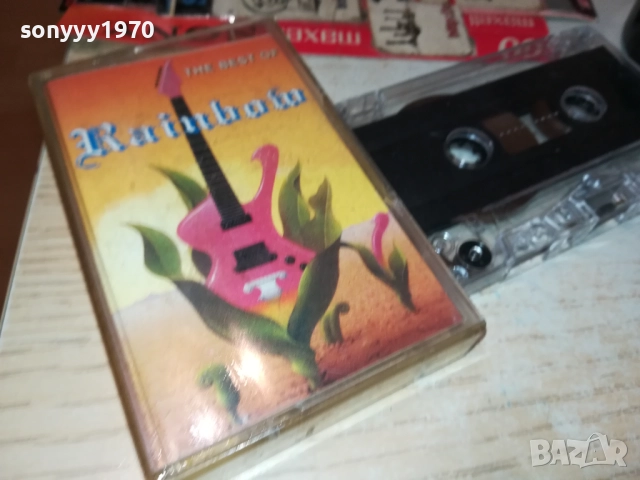 sonyyy1970
maxell
THE BEST OF
Rainbow
BAZAR